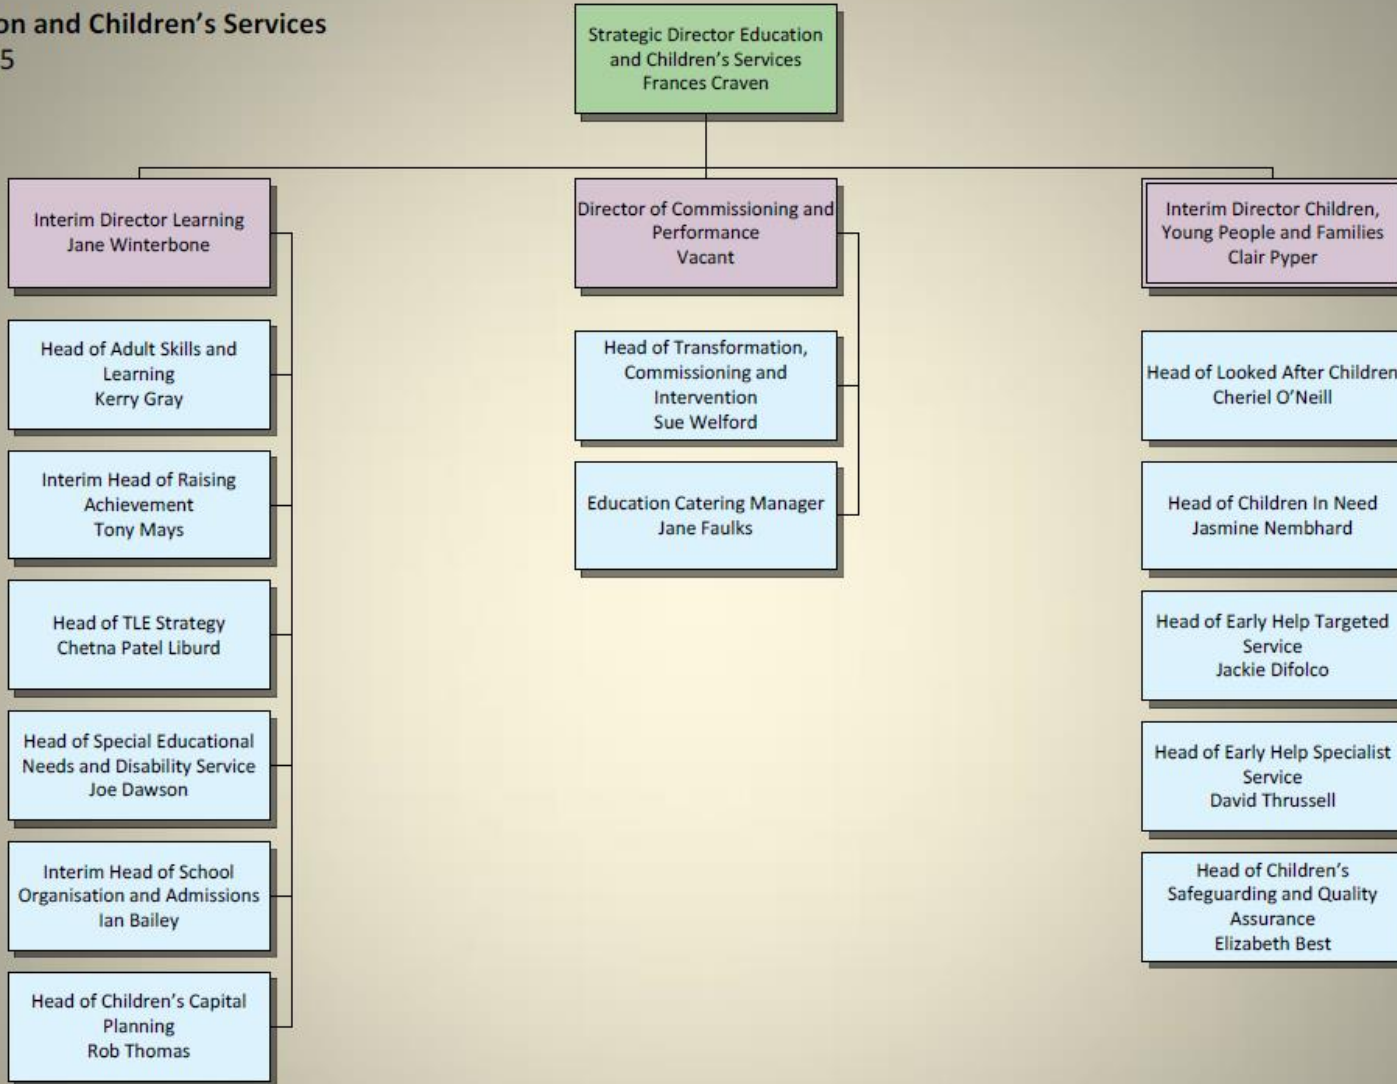 on and Children's Services
5
Strategic Director Education
and Children's Services
Frances Craven
Interim Director Learning
Jane Winterbone
Head of Adult Skills and
Learning
Kerry Gray
Interim Head of Raising
Achievement
Tony Mays
Head of TLE Strategy
Chetna Patel Liburd
Head of Special Educational
Needs and Disability Service
Joe Dawson
Interim Head of School
Organisation and Admissions
Ian Bailey
Head of Children's Capital
Planning
Rob Thomas
Director of Commissioning and
Performance
Vacant
Head of Transformation,
Commissioning and
Intervention
Sue Welford
Education Catering Manager
Jane Faulks
Interim Director Children,
Young People and Families
Clair Pyper
Head of Looked After Children
Cheriel O'Neill
Head of Children In Need
Jasmine Nembhard
Head of Early Help Targeted
Service
Jackie Difolco
Head of Early Help Specialist
Service
David Thrussell
Head of Children's
Safeguarding and Quality
Assurance
Elizabeth Best